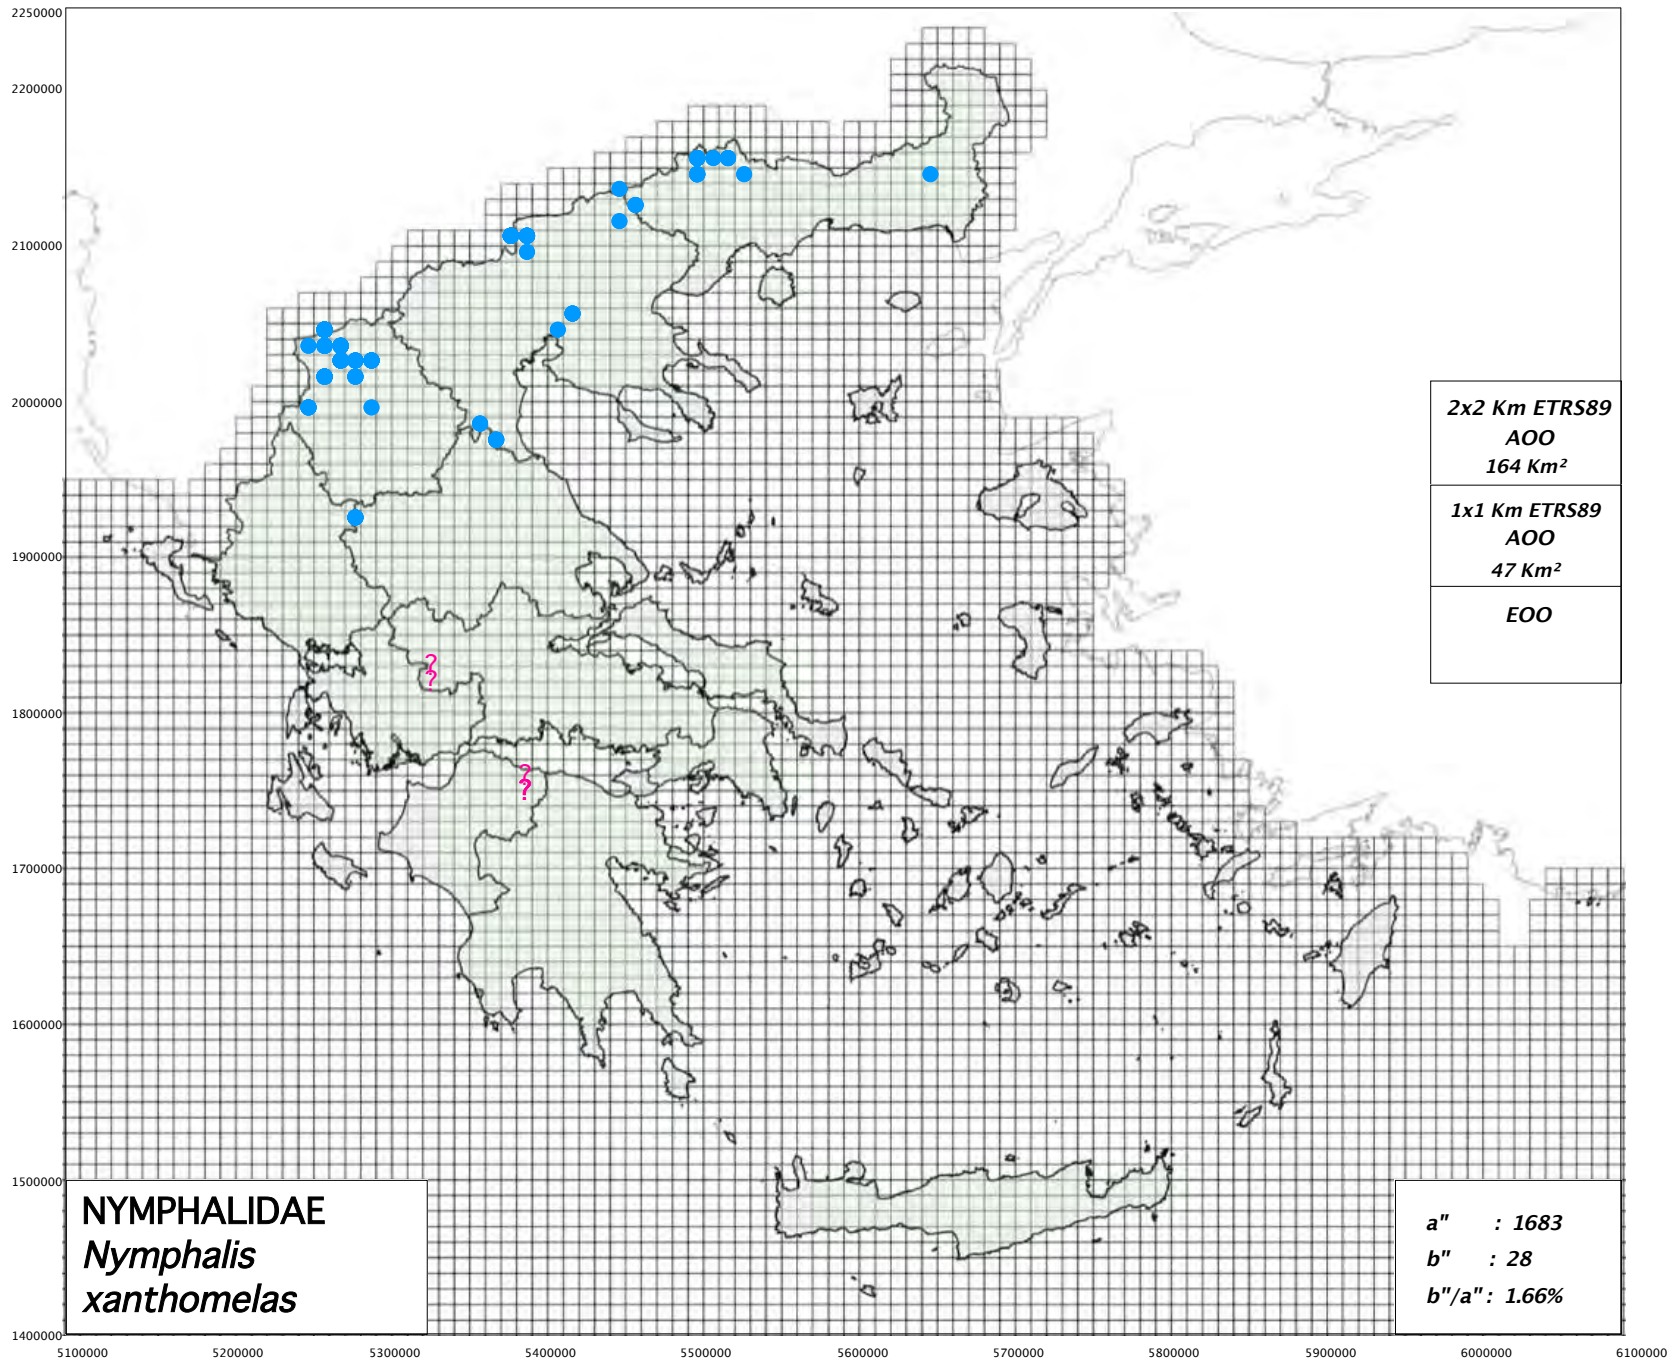 2250000
2200000
2100000
2000000
1900000
1800000
1700000
1600000
1500000
1400000
2x2 Km ETRS89
AOO
164 Km²
1x1 Km ETRS89
AOO
47 Km²
EOO
?
?
?
?
NYMPHALIDAE
Nymphalis
xanthomelas
a" : 1683
b" : 28
b"/a" : 1.66%
5100000 5200000 5300000 5400000 5500000 5600000 5700000 5800000 5900000 6000000 6100000